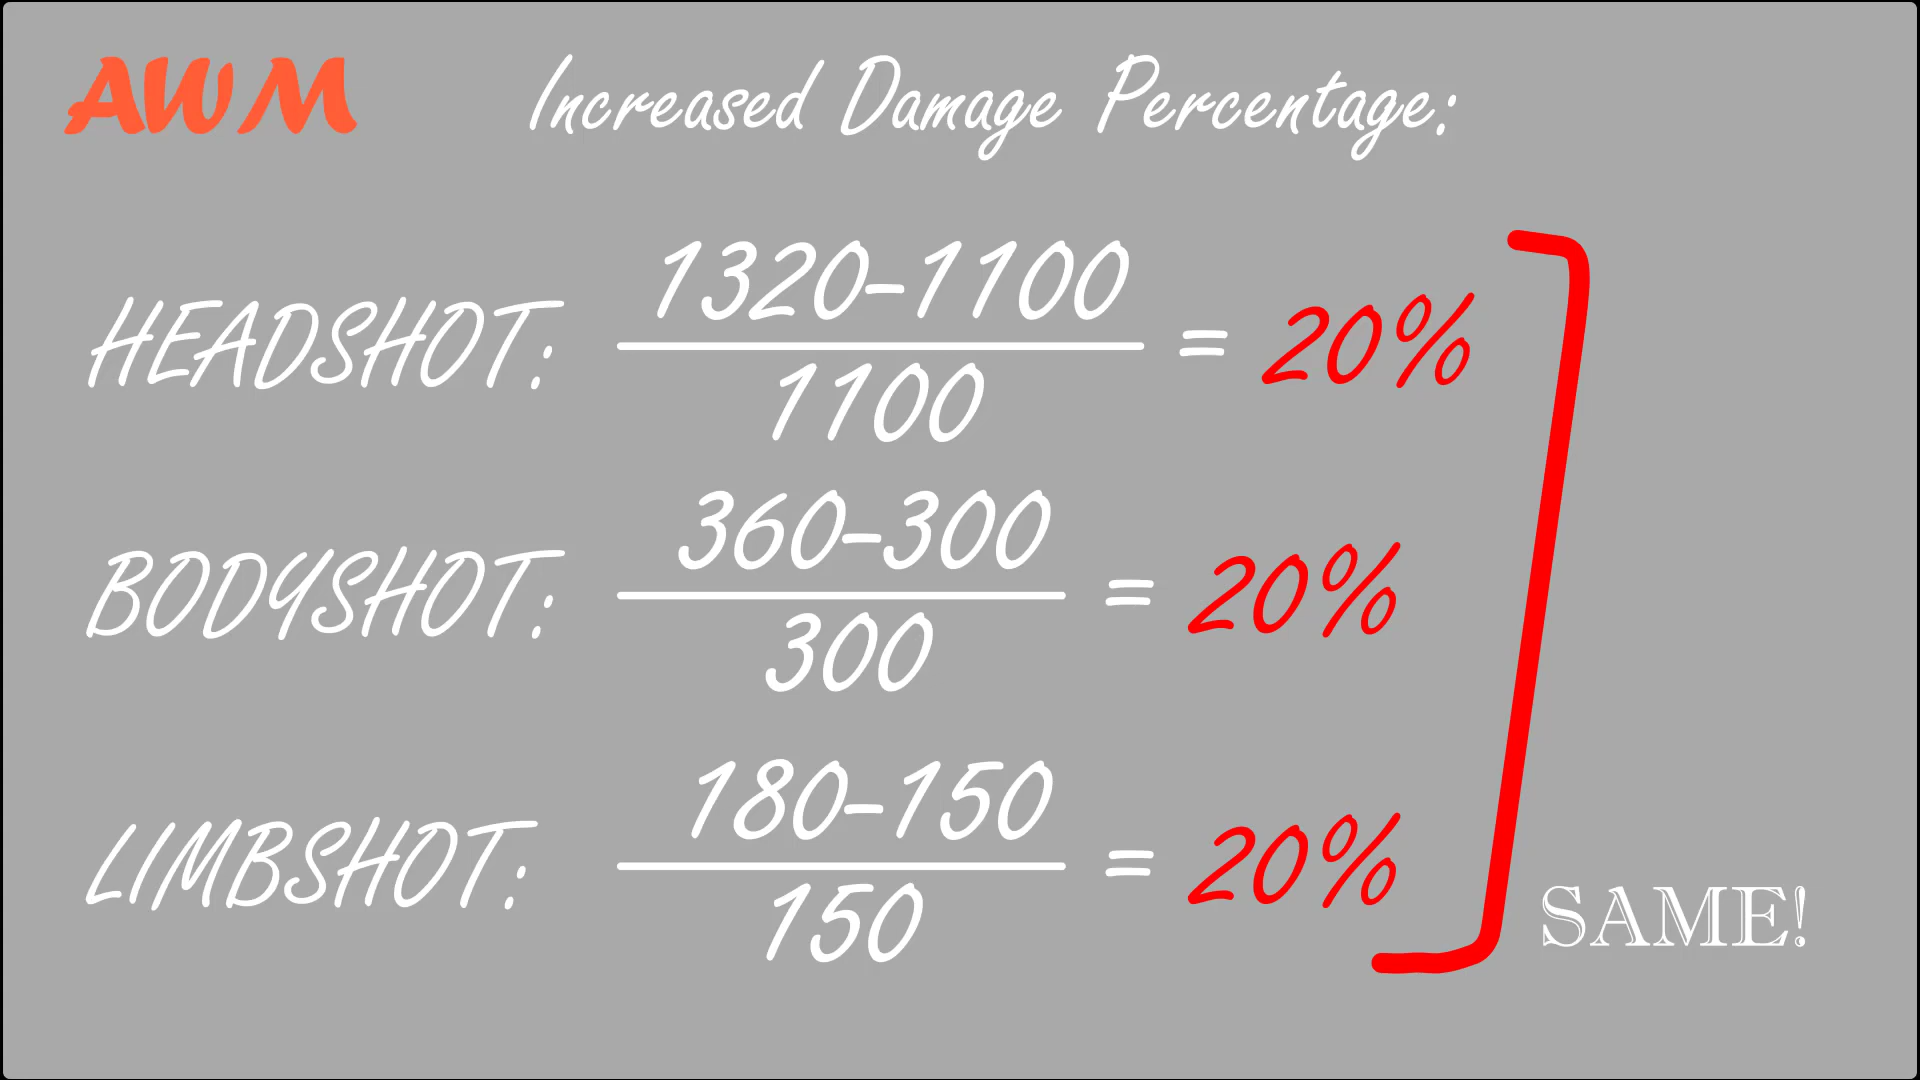 AWM Increased Damage Percentage:
1320-1100
HEADSHOT: = 20%
1100
360-300
BODYSHOT: = 20%
300
180-150
LIMBSHOT: = 20%
150
SAME!